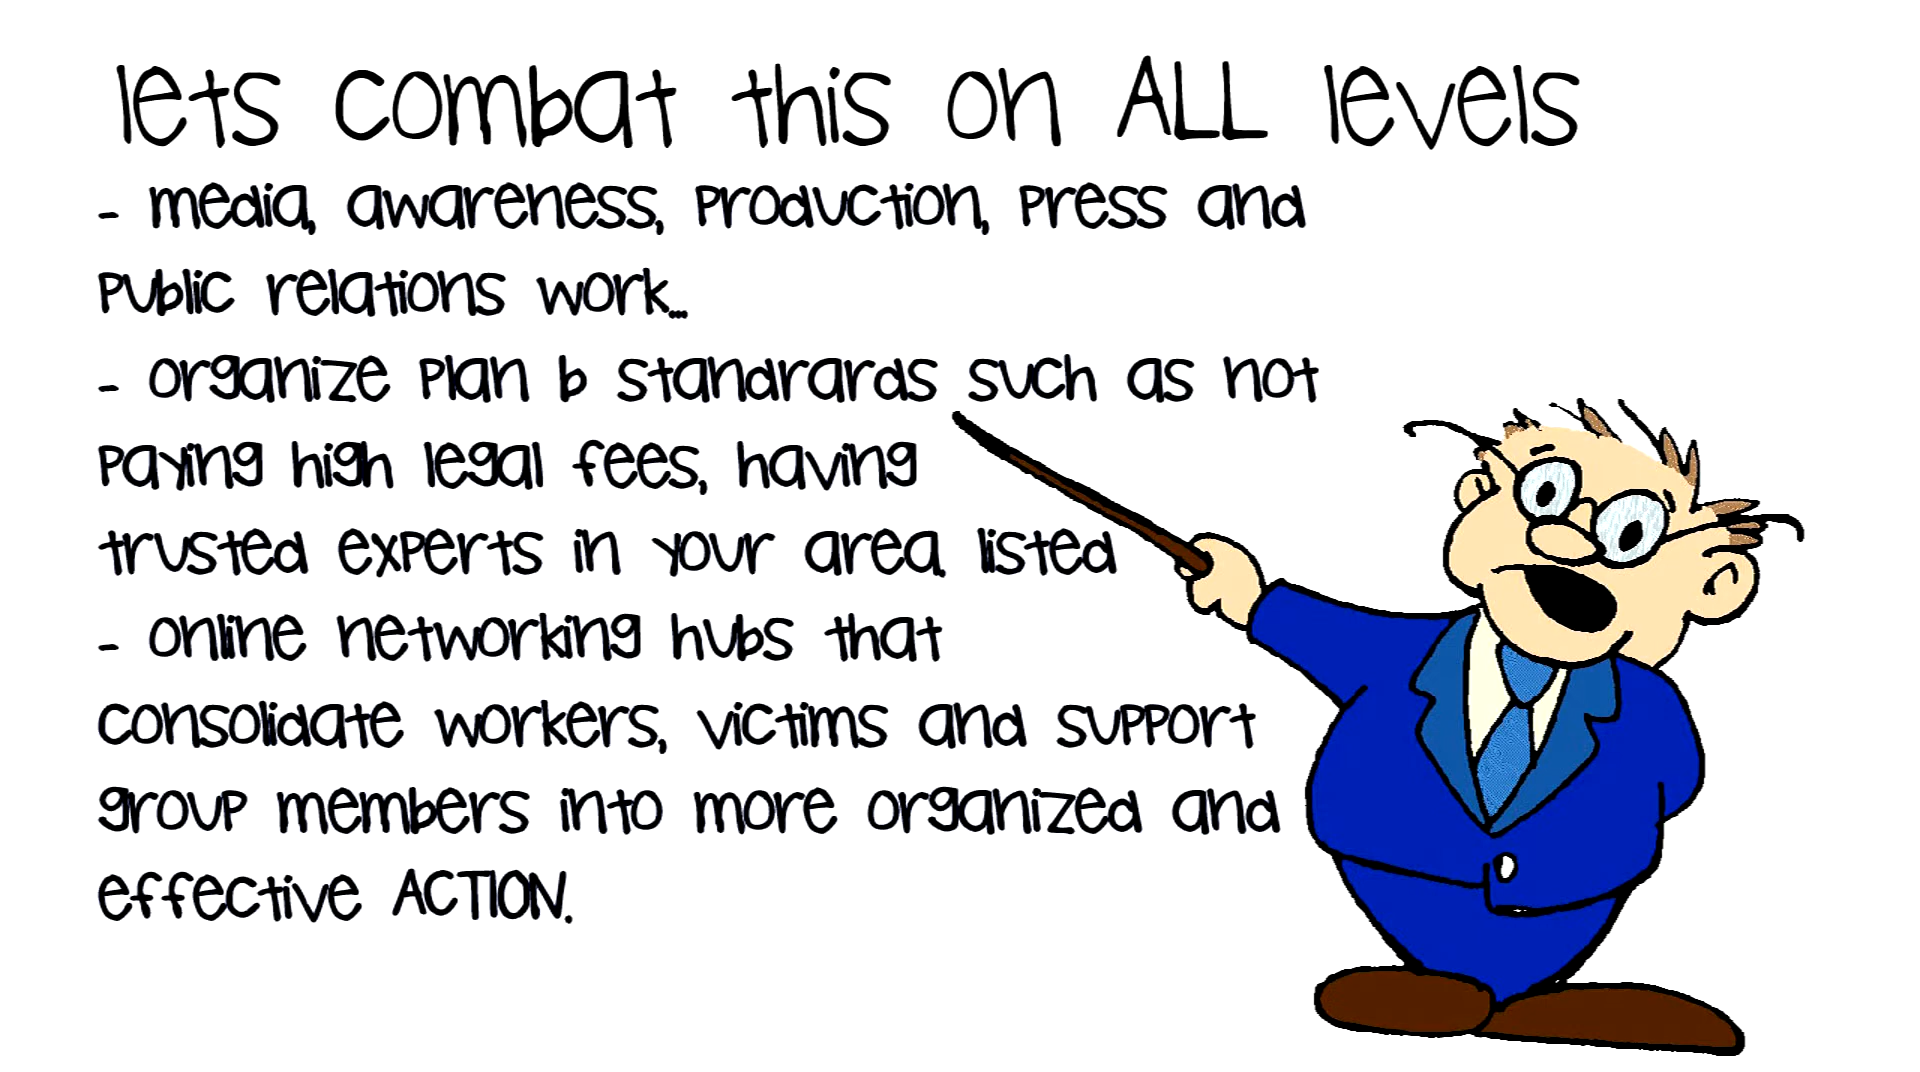 lets combat this on ALL levels
- media, awareness, production, press and
public relations work...
- organize plan b standrards such as not
paying high legal fees, having
trusted experts in your area listed
- online networking hubs that
consolidate workers, victims and support
group members into more organized and
effective ACTION.